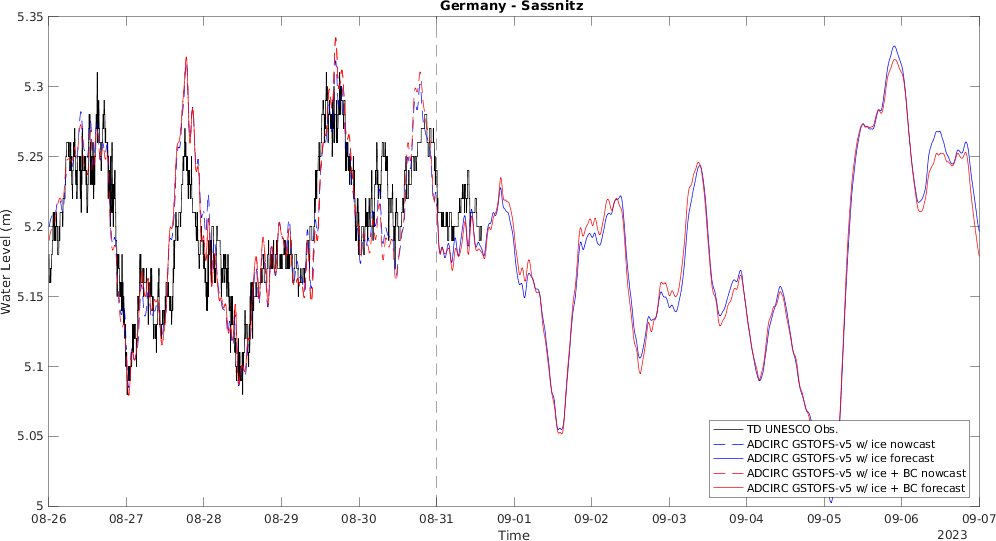 Germany - Sassnitz
Water Level (m)
5.35
5.3
5.25
5.2
5.15
5.1
5.05
5
TD UNESCO Obs.
ADCIRC GSTOFS-v5 w/ ice nowcast
ADCIRC GSTOFS-v5 w/ ice forecast
ADCIRC GSTOFS-v5 w/ ice + BC nowcast
ADCIRC GSTOFS-v5 w/ ice + BC forecast
08-26 08-27 08-28 08-29 08-30 08-31 09-01 09-02 09-03 09-04 09-05 09-06 09-07
Time
2023